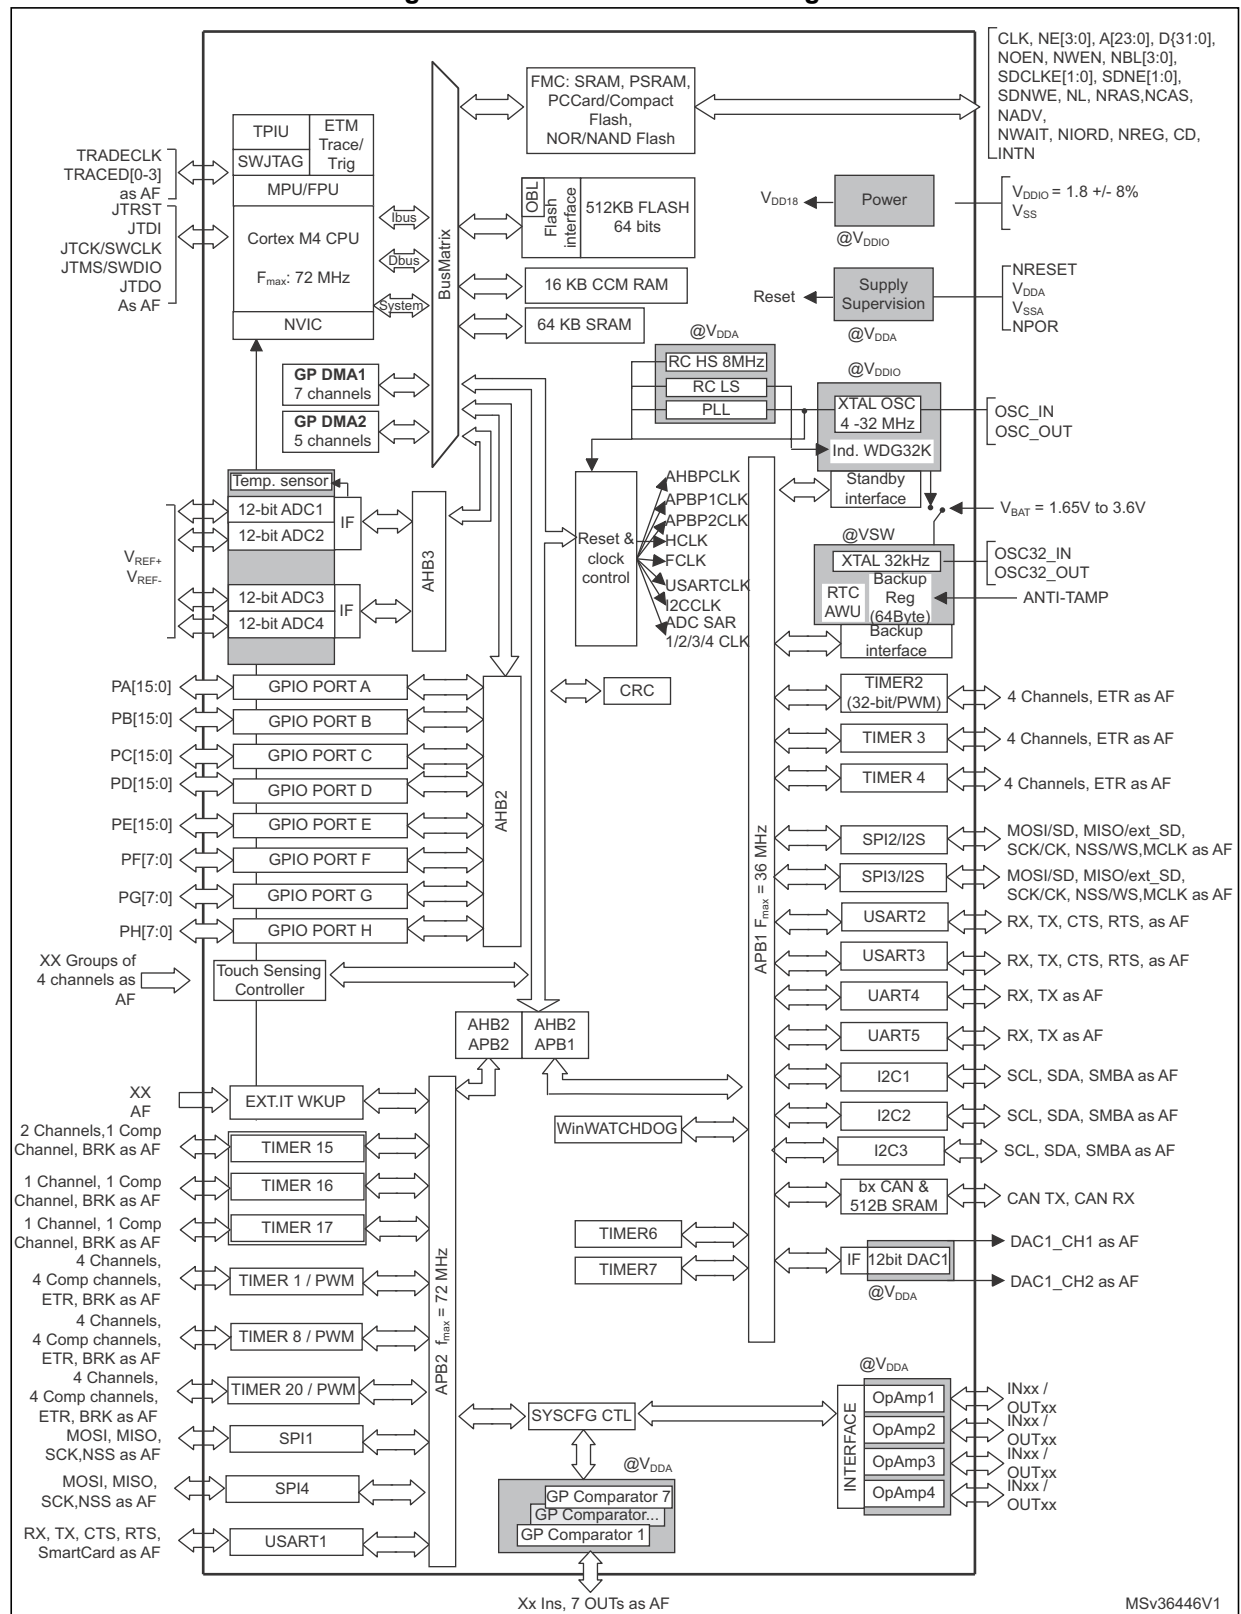 CLK, NE[3:0], A[23:0], D{31:0},
NOEN, NWEN, NBL[3:0],
SDCLKE[1:0], SDNE[1:0],
SDNWE, NL, NRAS,NCAS,
NADV,
NWAIT, NIORD, NREG, CD,
INTN
FMC: SRAM, PSRAM,
PCCard/Compact
Flash,
NOR/NAND Flash
TPIU
ETM
Trace/
Trig
SWJTAG
MPU/FPU
Cortex M4 CPU
Fmax: 72 MHz
NVIC
TRADECLK
TRACED[0-3]
as AF
JTRST
JTDI
JTCK/SWCLK
JTMS/SWDIO
JTDO
As AF
Ibus
Dbus
System
BusMatrix
OBL
Flash
interface
512KB FLASH
64 bits
16 KB CCM RAM
64 KB SRAM
VDD18
Power
VDDIO = 1.8 +/- 8%
VSS
@VDDIO
Reset
Supply
Supervision
NRESET
VDDA
VSSA
NPOR
@VDDA
@VDDA
RC HS 8MHz
RC LS
PLL
@VDDIO
XTAL OSC
4 -32 MHz
OSC_IN
OSC_OUT
Ind. WDG32K
Standby
interface
VBAT = 1.65V to 3.6V
@VSW
XTAL 32kHz
OSC32_IN
OSC32_OUT
RTC
AWU
Backup
Reg
(64Byte)
ANTI-TAMP
Backup
interface
GP DMA1
7 channels
GP DMA2
5 channels
Temp. sensor
12-bit ADC1
12-bit ADC2
IF
VREF+
VREF-
12-bit ADC3
12-bit ADC4
IF
AHB3
Reset &
clock
control
AHBPCLK
APBP1CLK
APBP2CLK
HCLK
FCLK
USARTCLK
I2CCLK
ADC SAR
1/2/3/4 CLK
CRC
PA[15:0]
GPIO PORT A
PB[15:0]
GPIO PORT B
PC[15:0]
GPIO PORT C
PD[15:0]
GPIO PORT D
PE[15:0]
GPIO PORT E
PF[7:0]
GPIO PORT F
PG[7:0]
GPIO PORT G
PH[7:0]
GPIO PORT H
AHB2
XX Groups of
4 channels as
AF
Touch Sensing
Controller
AHB2
APB2
AHB2
APB1
APB1 Fmax = 36 MHz
TIMER2
(32-bit/PWM)
4 Channels, ETR as AF
TIMER 3
4 Channels, ETR as AF
TIMER 4
4 Channels, ETR as AF
SPI2/I2S
MOSI/SD, MISO/ext_SD,
SCK/CK, NSS/WS,MCLK as AF
SPI3/I2S
MOSI/SD, MISO/ext_SD,
SCK/CK, NSS/WS,MCLK as AF
USART2
RX, TX, CTS, RTS, as AF
USART3
RX, TX, CTS, RTS, as AF
UART4
RX, TX as AF
UART5
RX, TX as AF
I2C1
SCL, SDA, SMBA as AF
I2C2
SCL, SDA, SMBA as AF
I2C3
SCL, SDA, SMBA as AF
bx CAN &
512B SRAM
CAN TX, CAN RX
IF
12bit DAC1
DAC1_CH1 as AF
DAC1_CH2 as AF
@VDDA
WinWATCHDOG
TIMER6
TIMER7
XX
AF
EXT.IT WKUP
2 Channels,1 Comp
Channel, BRK as AF
TIMER 15
1 Channel, 1 Comp
Channel, BRK as AF
TIMER 16
1 Channel, 1 Comp
Channel, BRK as AF
TIMER 17
4 Channels,
4 Comp channels,
ETR, BRK as AF
TIMER 1 / PWM
4 Channels,
4 Comp channels,
ETR, BRK as AF
TIMER 8 / PWM
4 Channels,
4 Comp channels,
ETR, BRK as AF
TIMER 20 / PWM
MOSI, MISO,
SCK,NSS as AF
SPI1
MOSI, MISO,
SCK,NSS as AF
SPI4
RX, TX, CTS, RTS,
SmartCard as AF
USART1
APB2 fmax = 72 MHz
SYSCFG CTL
@VDDA
GP Comparator 7
GP Comparator...
GP Comparator 1
Xx Ins, 7 OUTs as AF
@VDDA
INTERFACE
OpAmp1
INxx /
OUTxx
OpAmp2
INxx /
OUTxx
OpAmp3
INxx /
OUTxx
OpAmp4
INxx /
OUTxx
MSv36446V1